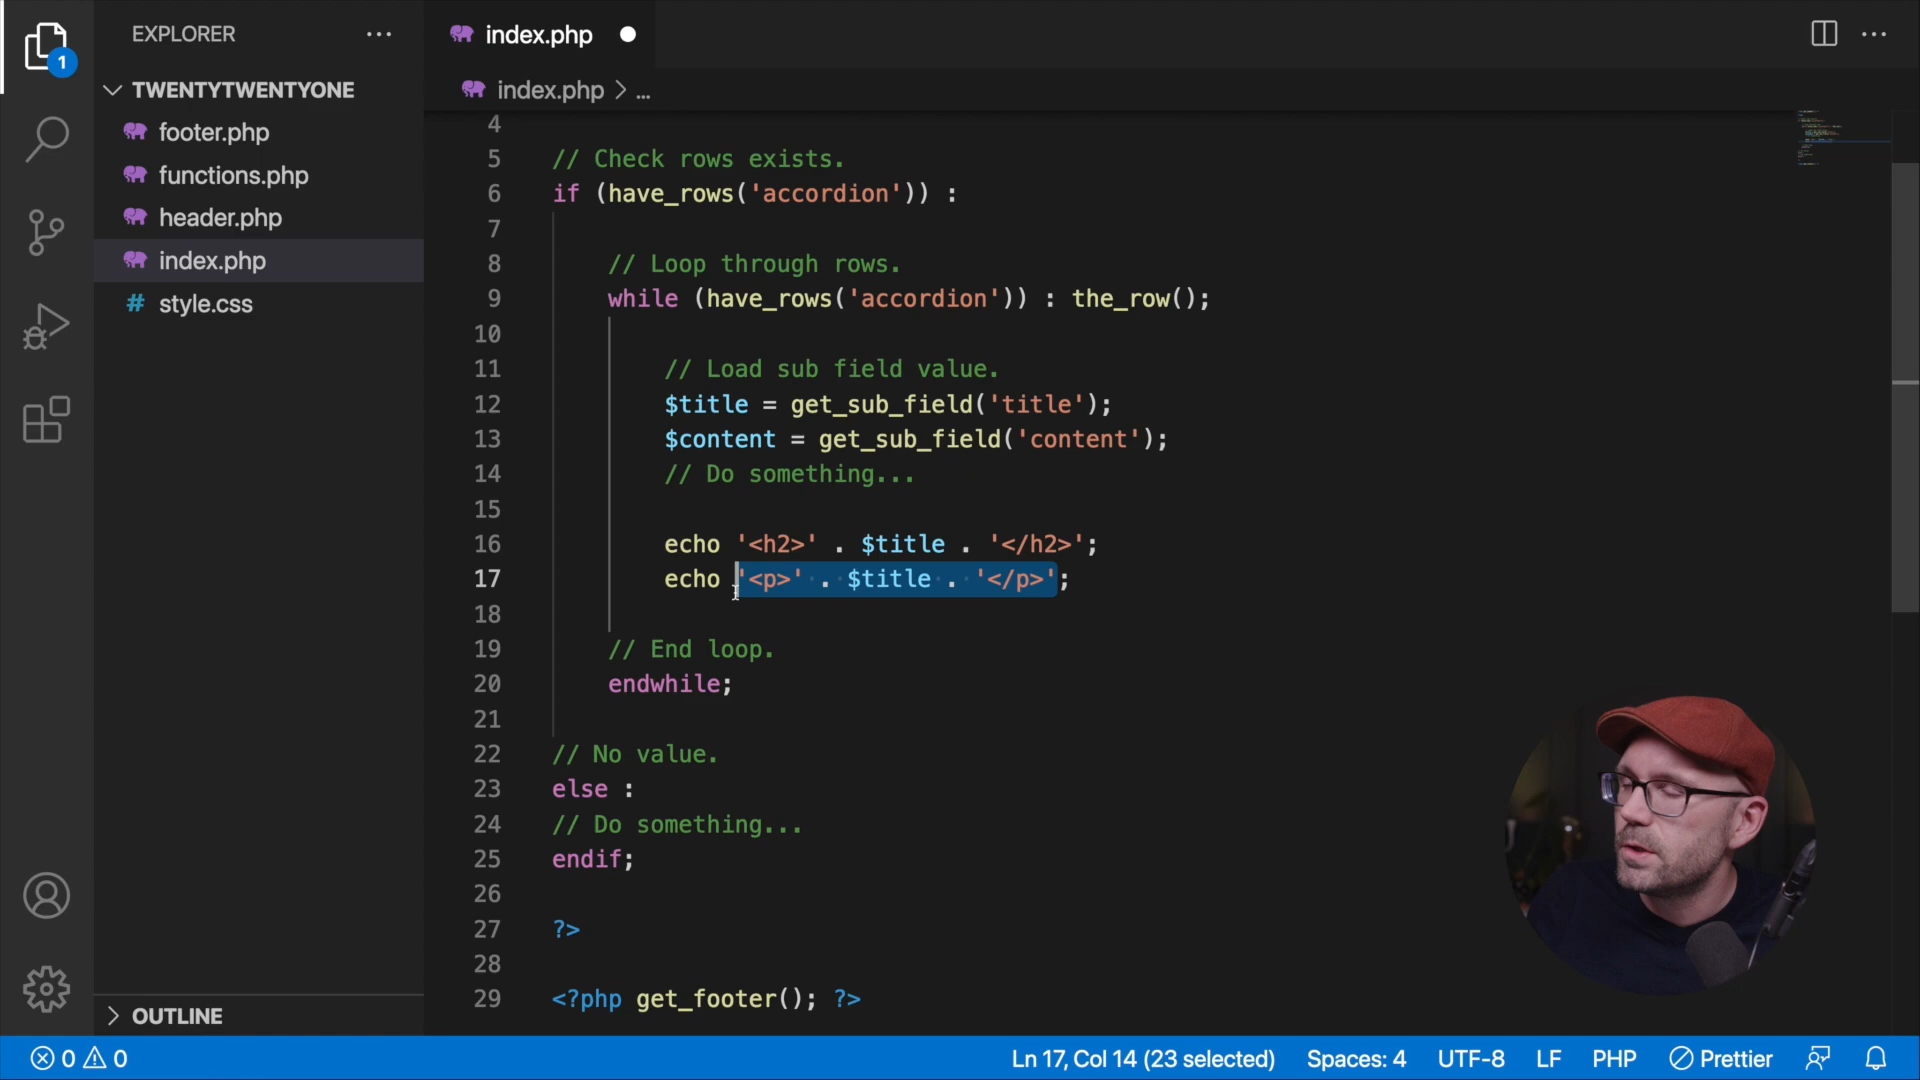 EXPLORER
index.php
1
TWENTYTWENTYONE
index.php > ...
footer.php
functions.php
header.php
index.php
# style.css
4
5 // Check rows exists.
6 if (have_rows('accordion')) :
7
8 // Loop through rows.
9 while (have_rows('accordion')) : the_row();
10
11 // Load sub field value.
12 $title = get_sub_field('title');
13 $content = get_sub_field('content');
14 // Do something...
15
16 echo '<h2>' . $title . '</h2>';
17 echo '<p>' . $title . '</p>';
18
19 // End loop.
20 endwhile;
21
22 // No value.
23 else :
24 // Do something...
25 endif;
26
27 ?>
28
29 <?php get_footer(); ?>
OUTLINE
0 0
Ln 17, Col 14 (23 selected) Spaces: 4 UTF-8 LF PHP Prettier